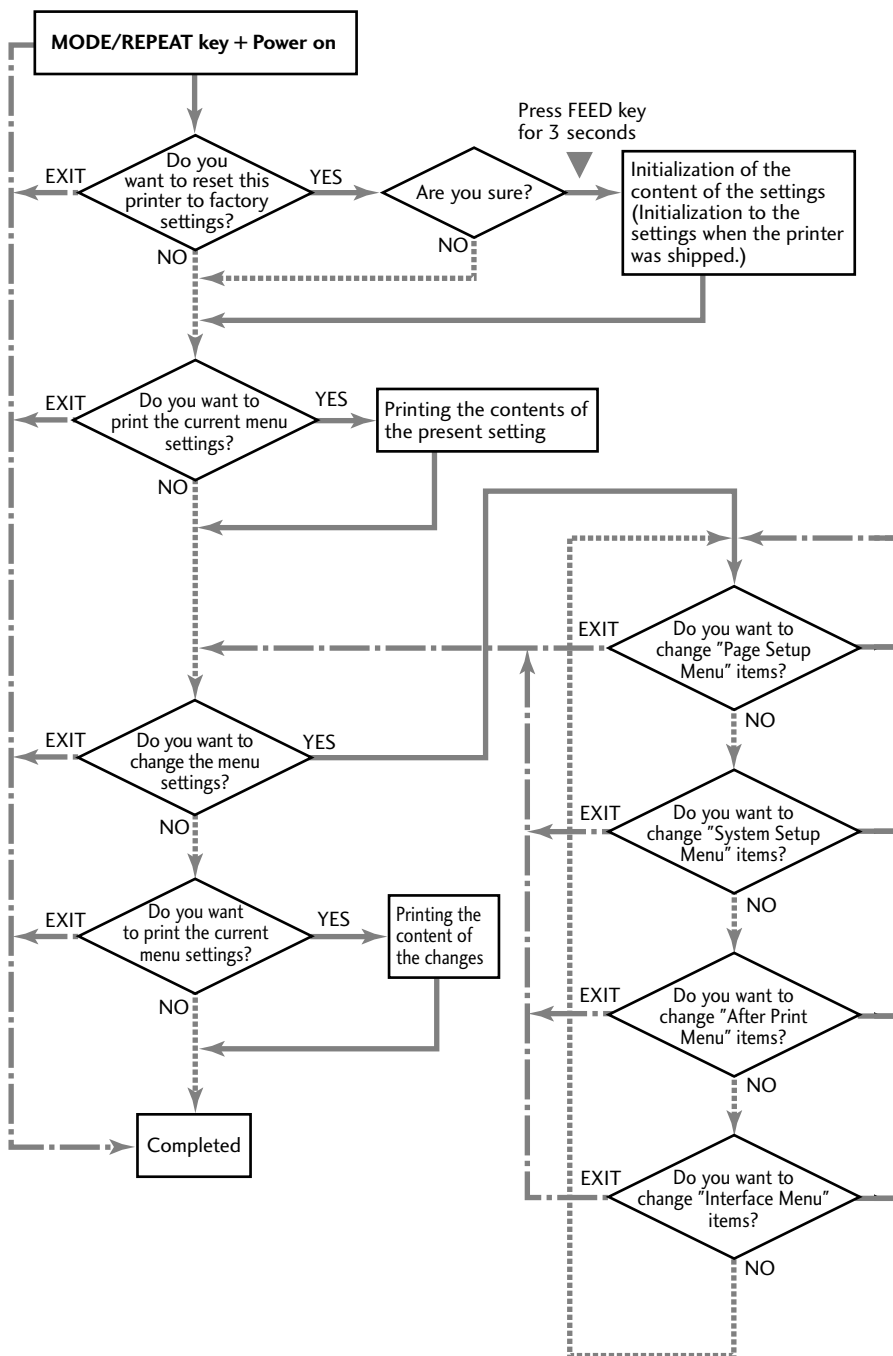 MODE/REPEAT key + Power on
Press FEED key
for 3 seconds
EXIT
Do you
want to reset this
printer to factory
settings?
YES
Are you sure?
Initialization of the
content of the settings
(Initialization to the
settings when the printer
was shipped.)
NO
NO
EXIT
Do you want to
print the current menu
settings?
YES
Printing the contents of
the present setting
NO
EXIT
Do you want to
change "Page Setup
Menu" items?
NO
EXIT
Do you want to
change the menu
settings?
YES
NO
EXIT
Do you want to
change "System Setup
Menu" items?
NO
EXIT
Do you want
to print the current
menu settings?
YES
Printing the
content of
the changes
NO
EXIT
Do you want to
change "After Print
Menu" items?
NO
Completed
EXIT
Do you want to
change "Interface Menu"
items?
NO